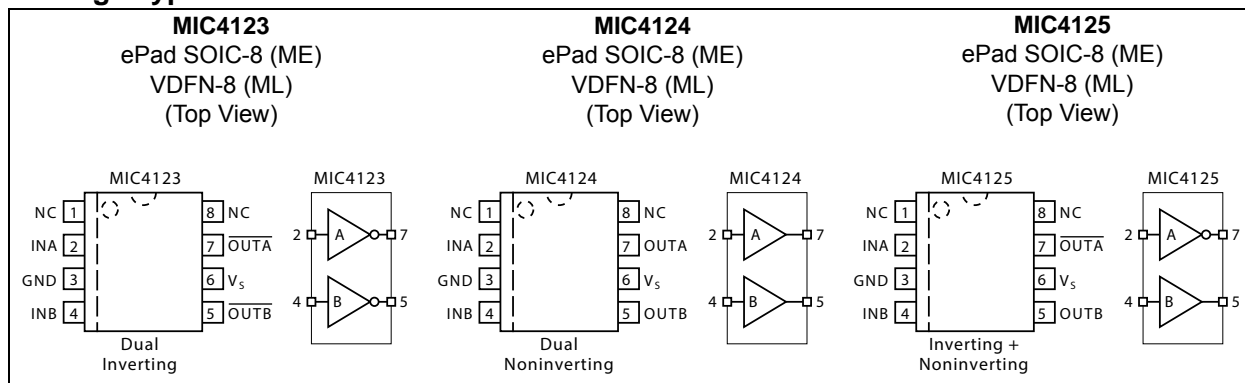 MIC4123
ePad SOIC-8 (ME)
VDFN-8 (ML)
(Top View)
MIC4123
NC 1 8 NC
INA 2 7 OUTA
GND 3 6 VS
INB 4 5 OUTB
Dual
Inverting
MIC4123
2 A 7
4 B 5
MIC4124
ePad SOIC-8 (ME)
VDFN-8 (ML)
(Top View)
MIC4124
NC 1 8 NC
INA 2 7 OUTA
GND 3 6 VS
INB 4 5 OUTB
Dual
Noninverting
MIC4124
2 A 7
4 B 5
MIC4125
ePad SOIC-8 (ME)
VDFN-8 (ML)
(Top View)
MIC4125
NC 1 8 NC
INA 2 7 OUTA
GND 3 6 VS
INB 4 5 OUTB
Inverting +
Noninverting
MIC4125
2 A 7
4 B 5